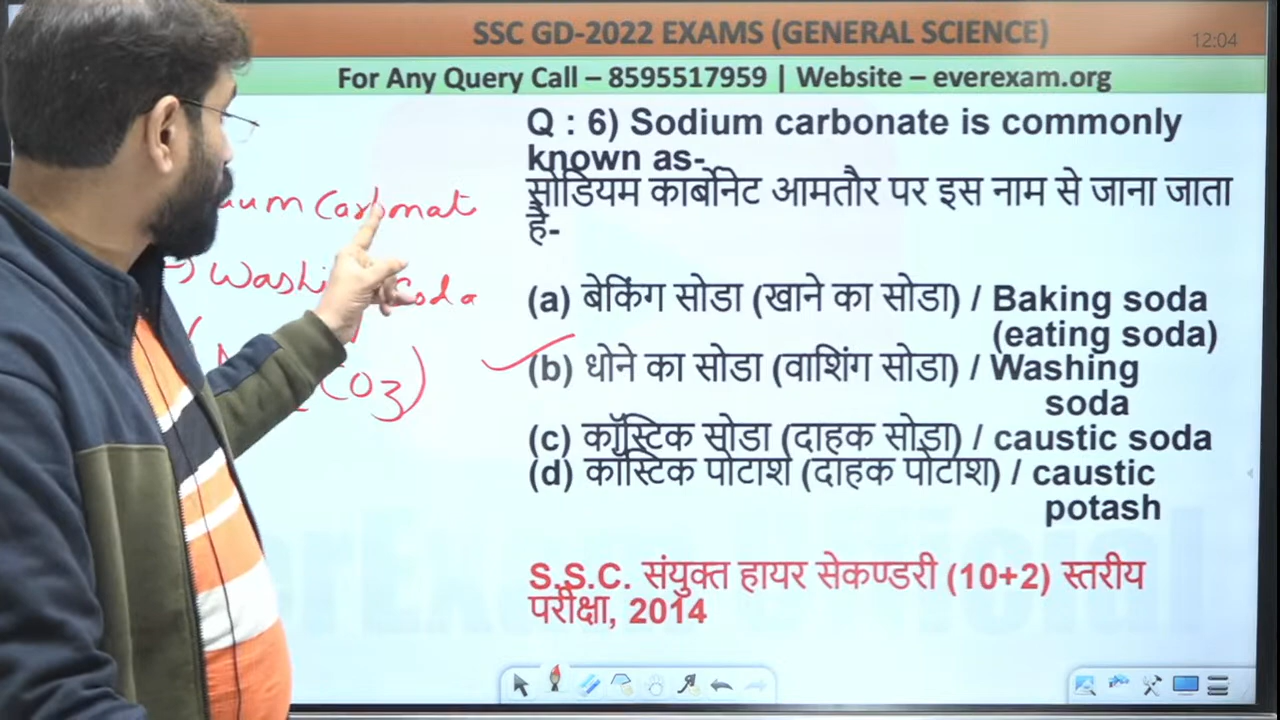 SSC GD-2022 EXAMS (GENERAL SCIENCE)
12:04
For Any Query Call – 8595517959 | Website – everexam.org
Q : 6) Sodium carbonate is commonly
known as-
सोडियम कार्बोनेट आमतौर पर इस नाम से जाना जाता
है-
(a) बेकिंग सोडा (खाने का सोडा) / Baking soda
(eating soda)
(b) धोने का सोडा (वाशिंग सोडा) / Washing
soda
(c) कॉस्टिक सोडा (दाहक सोडा) / caustic soda
(d) कॉस्टिक पोटाश (दाहक पोटाश) / caustic
potash
S.S.C. संयुक्त हायर सेकण्डरी (10+2) स्तरीय
परीक्षा, 2014
Carbonat
CO3)